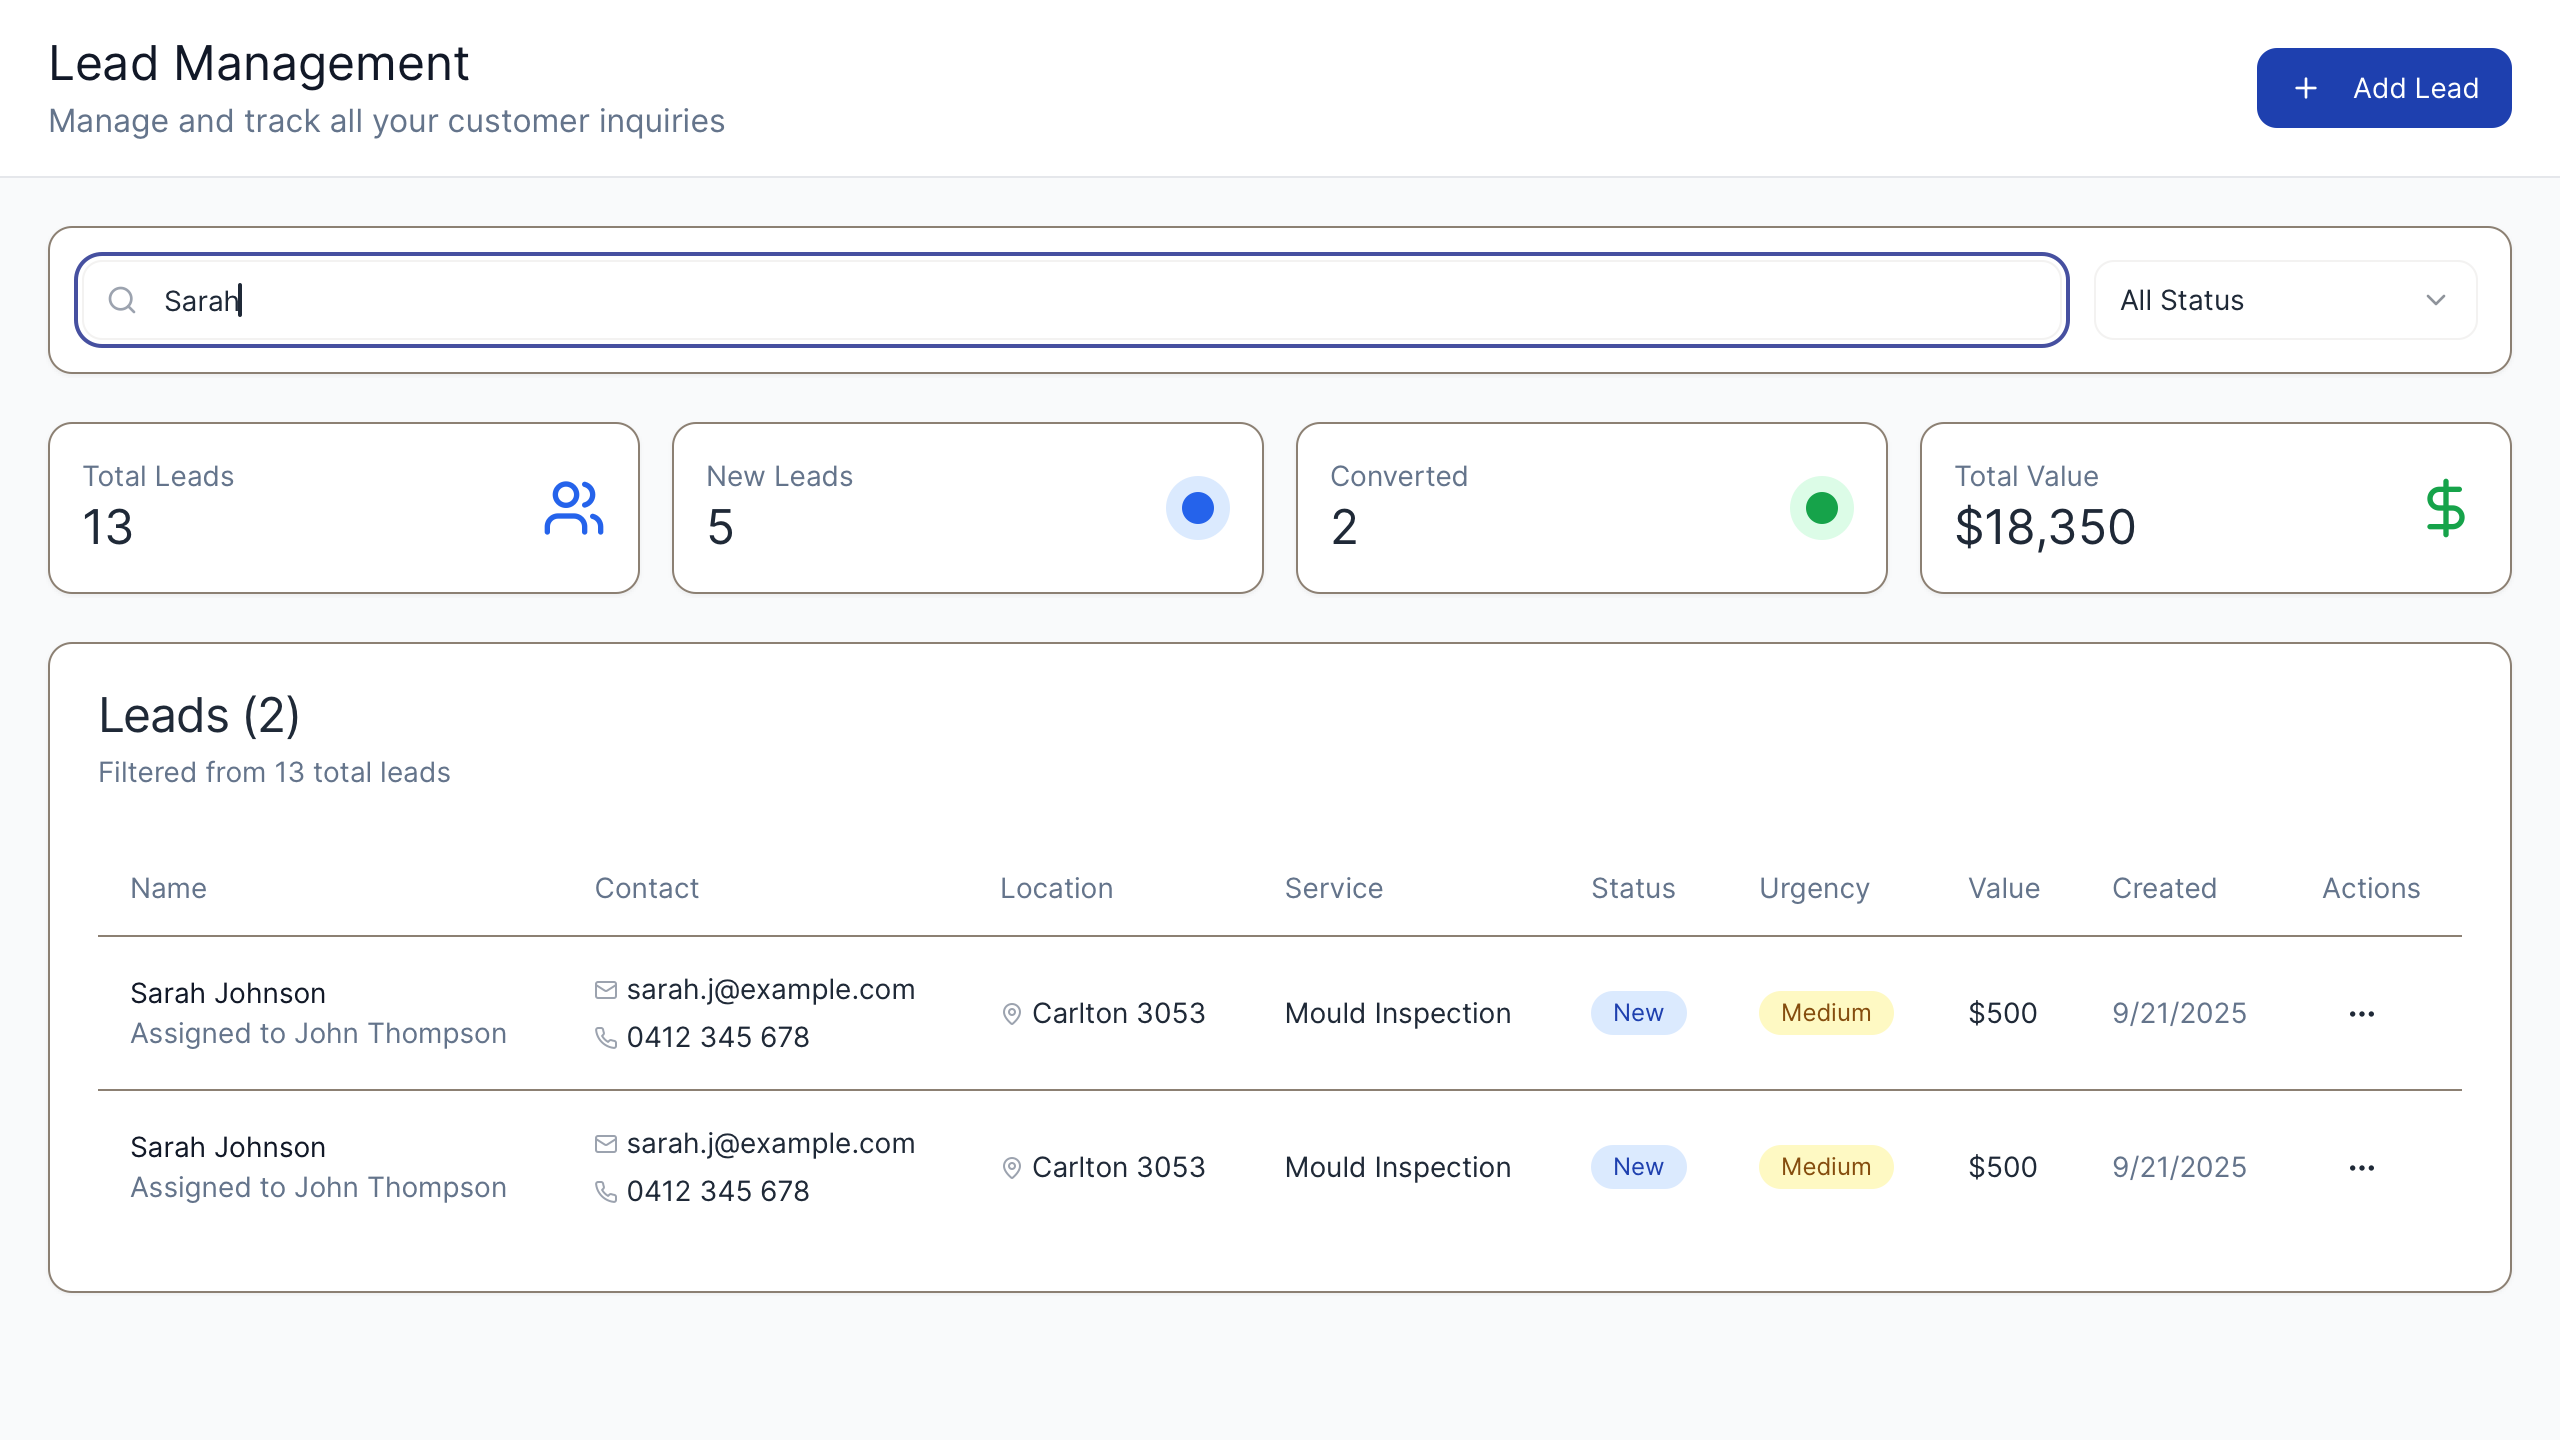 Lead Management
Manage and track all your customer inquiries
Add Lead
Sarah
All Status
Total Leads
13
New Leads
5
Converted
2
Total Value
$18,350
Leads (2)
Filtered from 13 total leads
Name Contact Location Service Status Urgency Value Created Actions
Sarah Johnson
Assigned to John Thompson
sarah.j@example.com
0412 345 678
Carlton 3053
Mould Inspection
New
Medium
$500
9/21/2025
Sarah Johnson
Assigned to John Thompson
sarah.j@example.com
0412 345 678
Carlton 3053
Mould Inspection
New
Medium
$500
9/21/2025